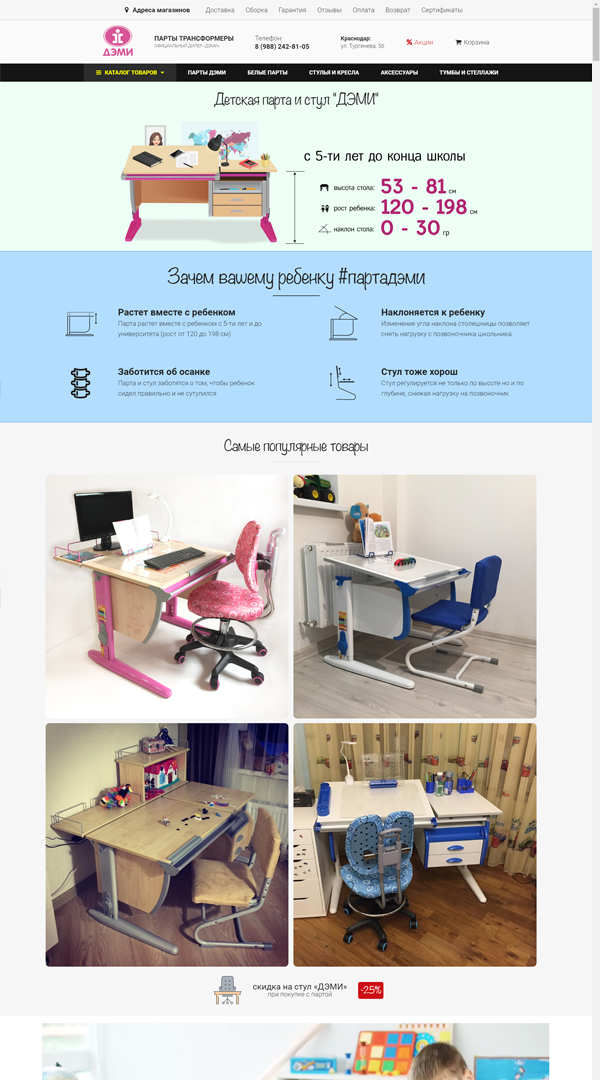 Адреса магазинов Доставка Сборка Гарантия Отзывы Оплата Возврат Сертификаты
ДЭМИ
ПАРТЫ ТРАНСФОРМЕРЫ
ОФИЦИАЛЬНЫЙ ДИЛЕР «ДЭМИ»
Телефон
8 (988) 242-81-05
Краснодар:
ул. Тургенева, 56
% Акции
Корзина
КАТАЛОГ ТОВАРОВ ПАРТЫ ДЭМИ БЕЛЫЕ ПАРТЫ СТУЛЬЯ И КРЕСЛА АКСЕССУАРЫ ТУМБЫ И СТЕЛЛАЖИ
Детская парта и стул "ДЭМИ"
с 5-ти лет до конца школы
высота стола: 53 - 81 см
рост ребенка: 120 - 198 см
наклон стола: 0 - 30 гр
Зачем вашему ребенку #партадэми
Растет вместе с ребенком
Парта растет вместе с ребенком с 5-ти лет и до
университета (рост от 120 до 198 см)
Наклоняется к ребенку
Изменение угла наклона столешницы позволяет
снять нагрузку с позвоночника школьника
Заботится об осанке
Парта и стул заботятся о том, чтобы ребенок
сидел правильно и не сутулился
Стул тоже хорош
Стул регулируется не только по высоте но и по
глубине, снижая нагрузку на позвоночник
Самые популярные товары
скидка на стул «ДЭМИ»
при покупке с партой
-25%